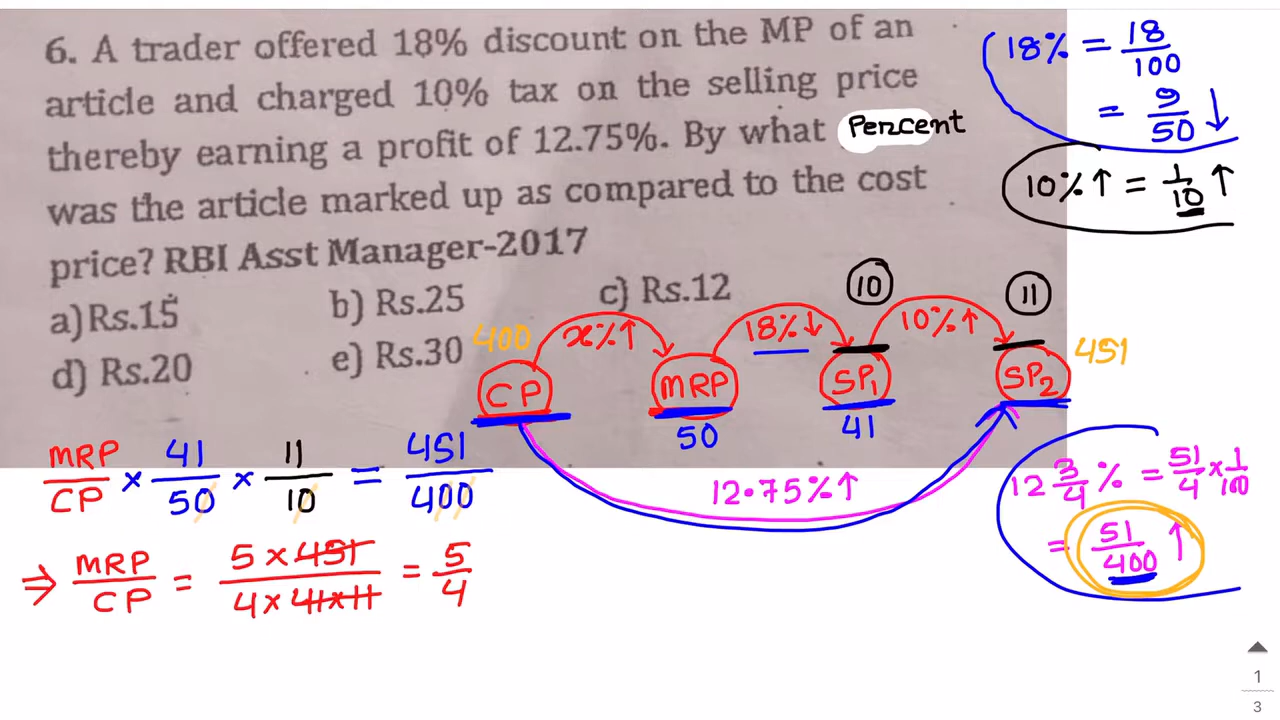 6. A trader offered 18% discount on the MP of an
article and charged 10% tax on the selling price
thereby earning a profit of 12.75%. By what Percent
was the article marked up as compared to the cost
price? RBI Asst Manager-2017
a)Rs.15 b) Rs.25 c) Rs.12
d) Rs.20 e) Rs.30
18% = 18/100
= 9/50 ↓
10% ↑ = 1/10 ↑
10 11
400 x% ↑ 18% ↓ 10% ↑ 451
CP MRP SP₁ SP₂
50 41
12.75% ↑
12 3/4 % = 51/4 × 1/100
= 51/400 ↑
MRP/CP × 41/50 × 11/10 = 451/400
⇒ MRP/CP = 5 × 451 / 4 × 41 × 11 = 5/4
1
3